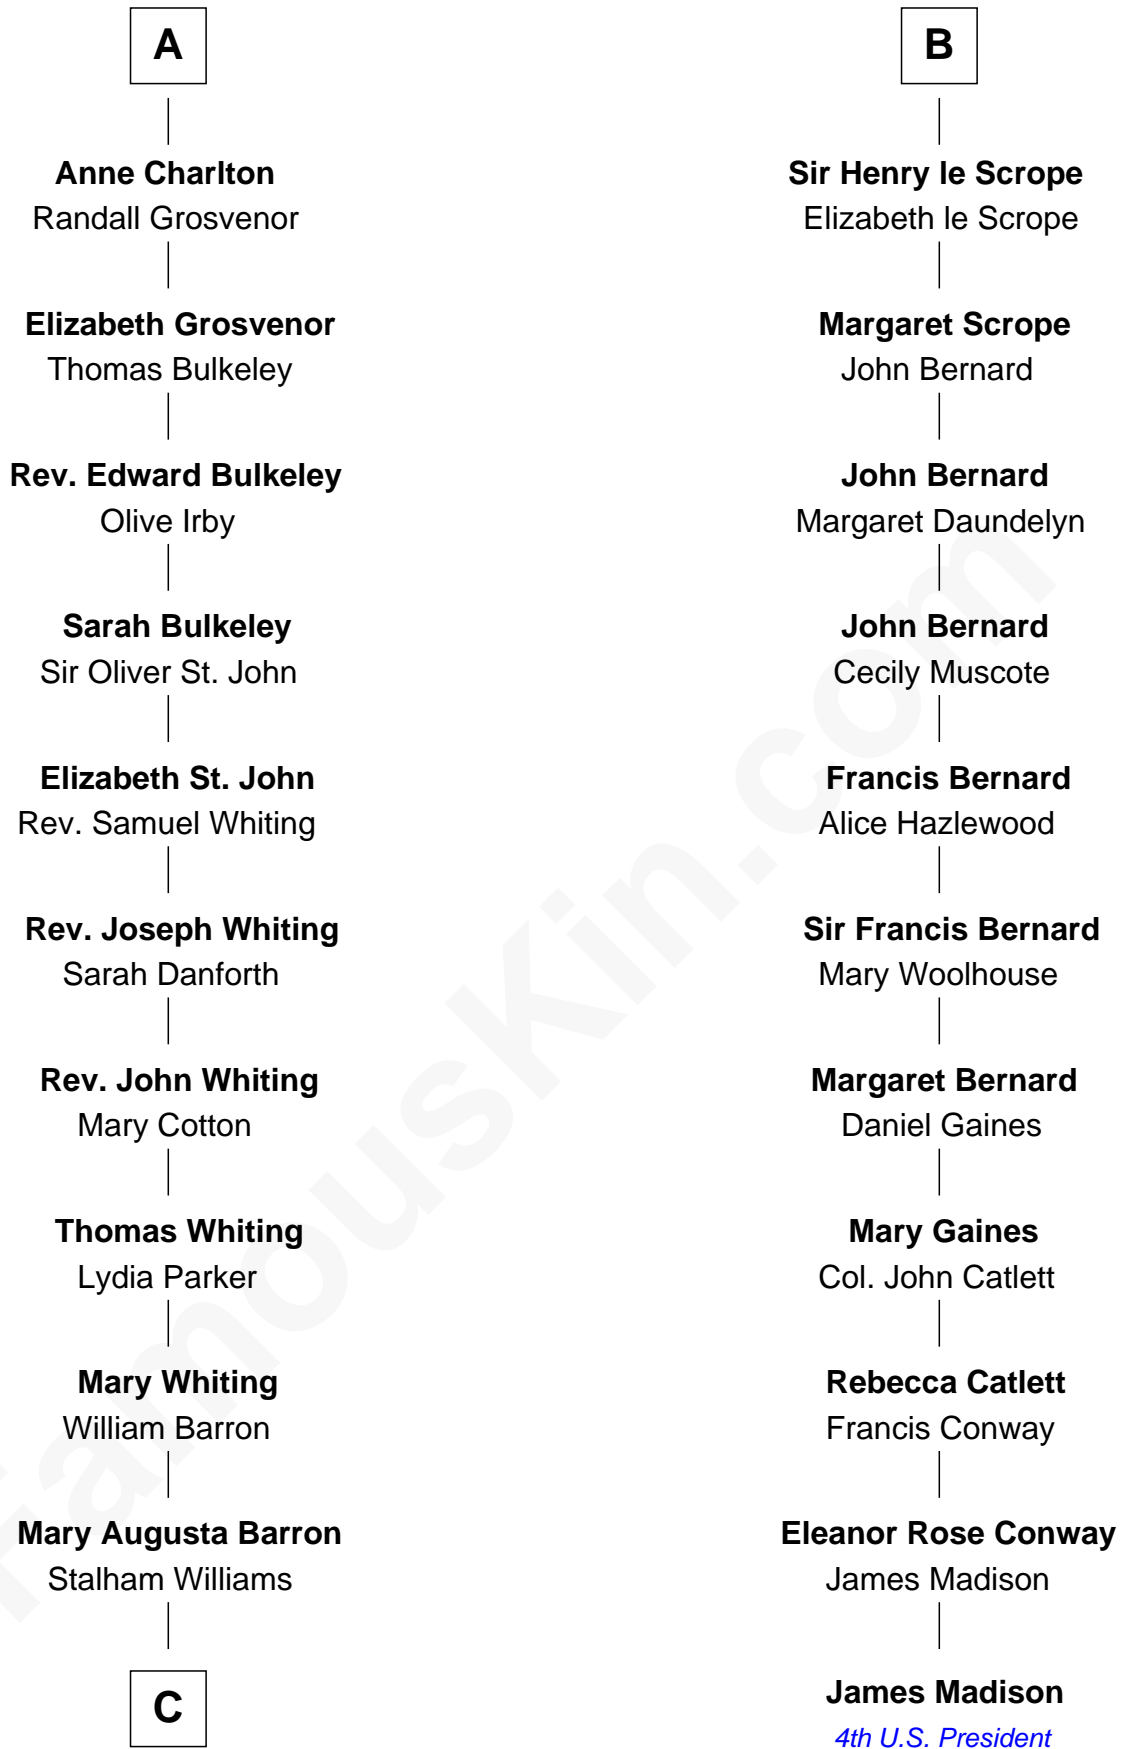 A
Anne Charlton
Randall Grosvenor
Elizabeth Grosvenor
Thomas Bulkeley
Rev. Edward Bulkeley
Olive Irby
Sarah Bulkeley
Sir Oliver St. John
Elizabeth St. John
Rev. Samuel Whiting
Rev. Joseph Whiting
Sarah Danforth
Rev. John Whiting
Mary Cotton
Thomas Whiting
Lydia Parker
Mary Whiting
William Barron
Mary Augusta Barron
Stalham Williams
C
B
Sir Henry le Scrope
Elizabeth le Scrope
Margaret Scrope
John Bernard
John Bernard
Margaret Daundelyn
John Bernard
Cecily Muscote
Francis Bernard
Alice Hazlewood
Sir Francis Bernard
Mary Woolhouse
Margaret Bernard
Daniel Gaines
Mary Gaines
Col. John Catlett
Rebecca Catlett
Francis Conway
Eleanor Rose Conway
James Madison
James Madison
4th U.S. President
FamousKin.com